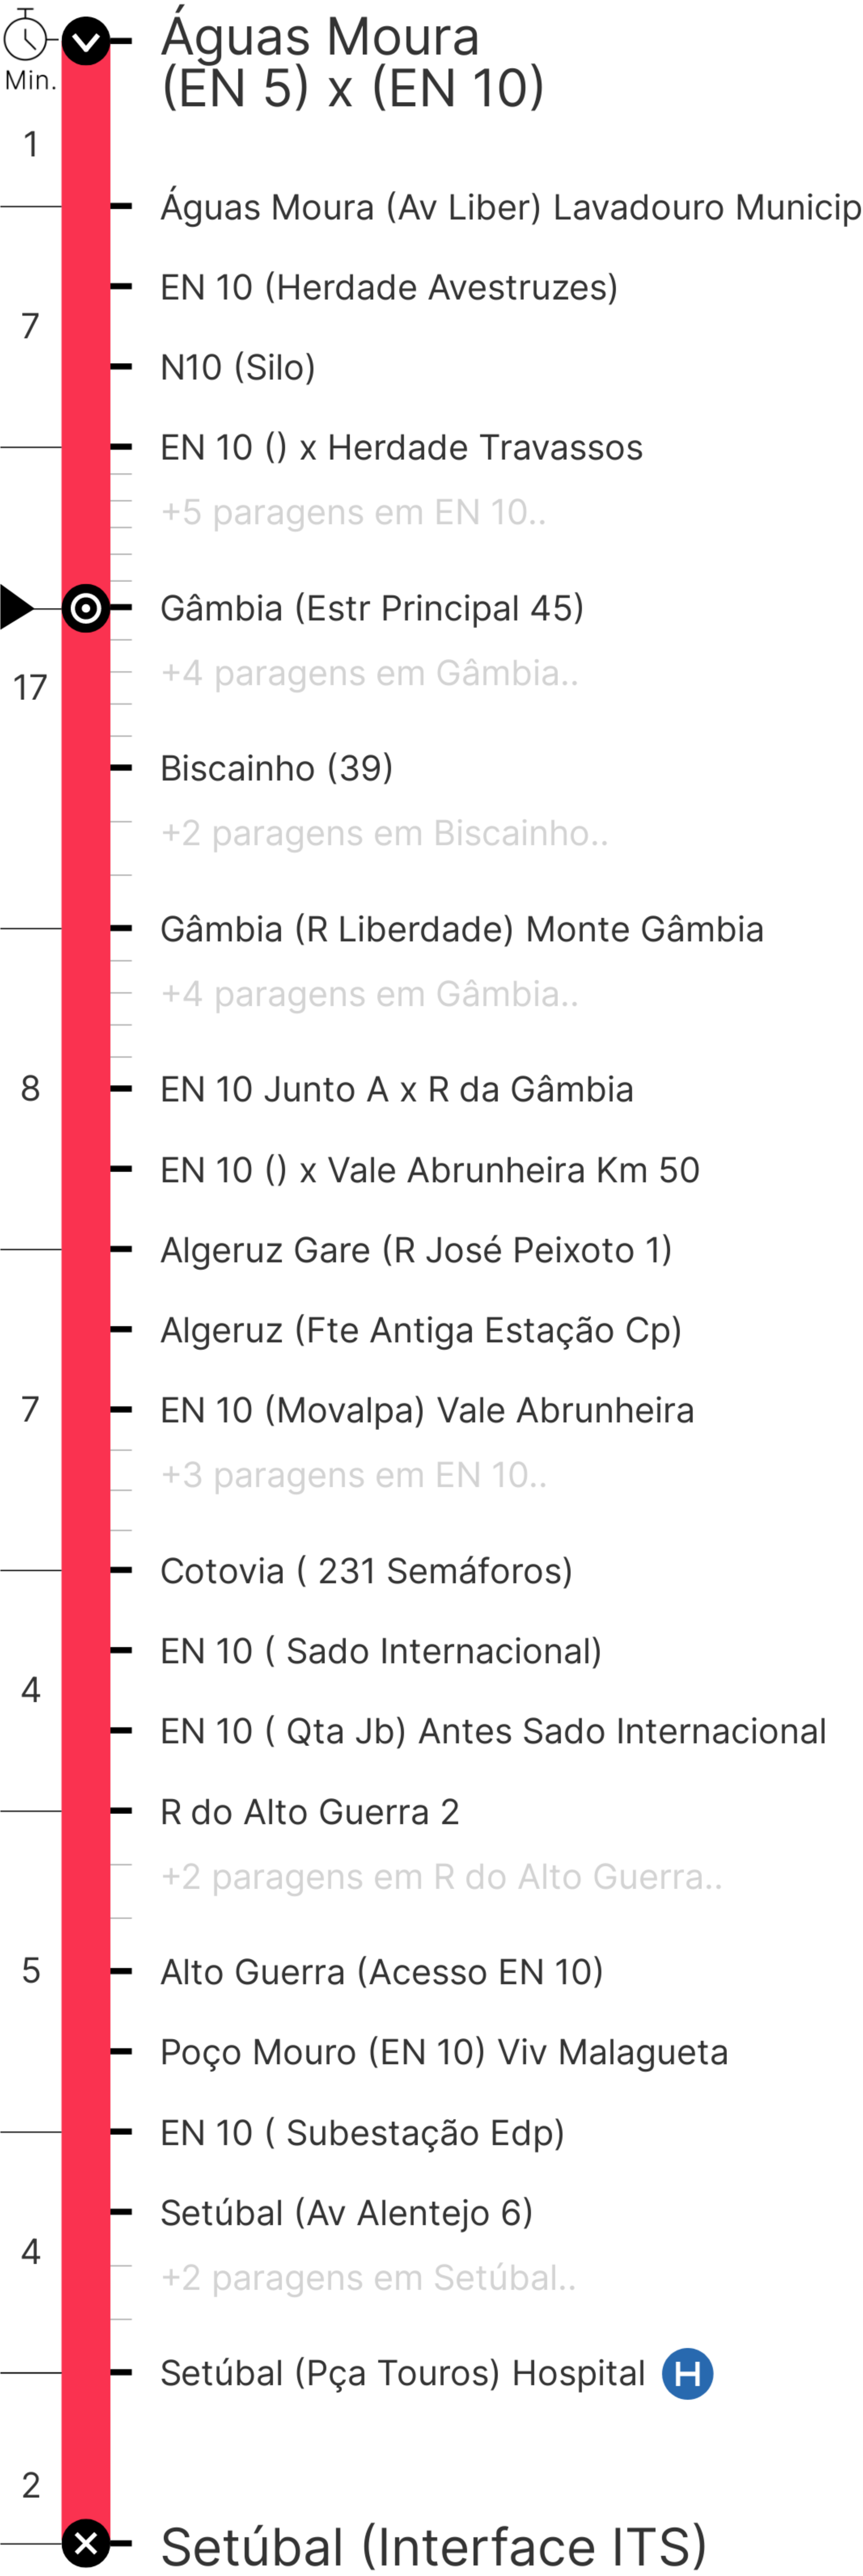 Águas Moura
(EN 5) x (EN 10)
Min.
1
Águas Moura (Av Liber) Lavadouro Municip
EN 10 (Herdade Avestruzes)
7
N10 (Silo)
EN 10 () x Herdade Travassos
+5 paragens em EN 10..
Gâmbia (Estr Principal 45)
+4 paragens em Gâmbia..
17
Biscainho (39)
+2 paragens em Biscainho..
Gâmbia (R Liberdade) Monte Gâmbia
+4 paragens em Gâmbia..
8
EN 10 Junto A x R da Gâmbia
EN 10 () x Vale Abrunheira Km 50
Algeruz Gare (R José Peixoto 1)
Algeruz (Fte Antiga Estação Cp)
7
EN 10 (Movalpa) Vale Abrunheira
+3 paragens em EN 10..
Cotovia ( 231 Semáforos)
EN 10 ( Sado Internacional)
4
EN 10 ( Qta Jb) Antes Sado Internacional
R do Alto Guerra 2
+2 paragens em R do Alto Guerra..
5
Alto Guerra (Acesso EN 10)
Poço Mouro (EN 10) Viv Malagueta
EN 10 ( Subestação Edp)
Setúbal (Av Alentejo 6)
4
+2 paragens em Setúbal..
Setúbal (Pça Touros) Hospital H
2
Setúbal (Interface ITS)